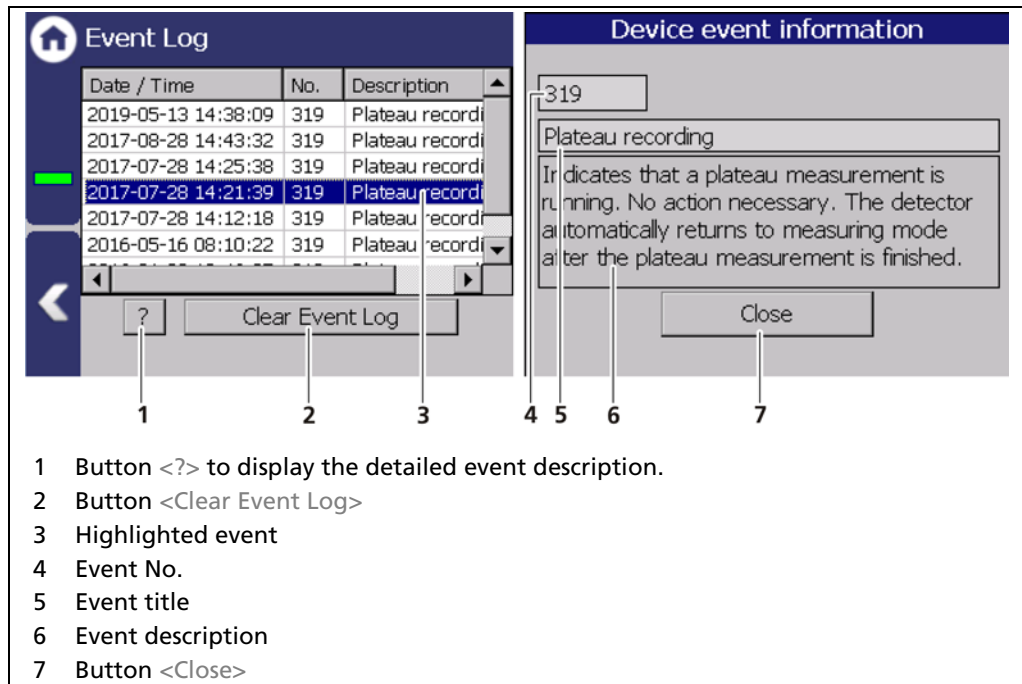 Event Log
Date / Time No. Description
2019-05-13 14:38:09 319 Plateau recordi
2017-08-28 14:43:32 319 Plateau recordi
2017-07-28 14:25:38 319 Plateau recordi
2017-07-28 14:21:39 319 Plateau recordi
2017-07-28 14:12:18 319 Plateau recordi
2016-05-16 08:10:22 319 Plateau recordi
? Clear Event Log
Device event information
319
Plateau recording
Indicates that a plateau measurement is
running. No action necessary. The detector
automatically returns to measuring mode
after the plateau measurement is finished.
Close
1 2 3 4 5 6 7
1 Button <?> to display the detailed event description.
2 Button <Clear Event Log>
3 Highlighted event
4 Event No.
5 Event title
6 Event description
7 Button <Close>